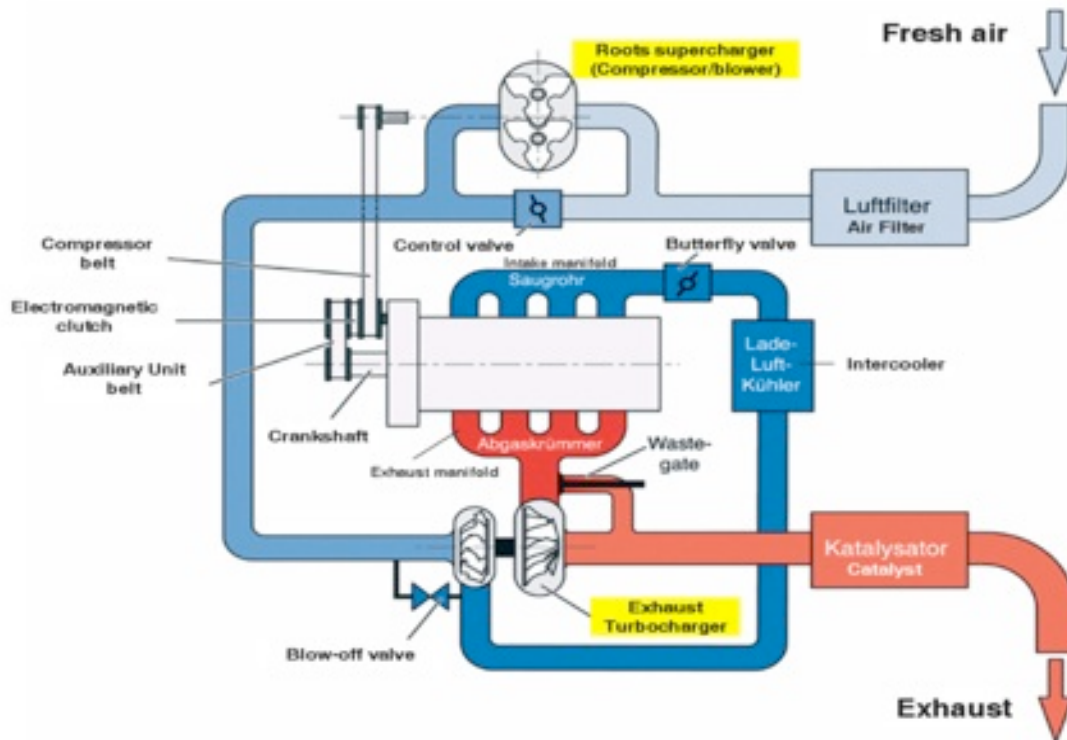 Roots supercharger
(Compressor/blower)
Fresh air
Luftfilter
Air Filter
Compressor
belt
Control valve
Butterfly valve
Intake manifold
Saugrohr
Electromagnetic
clutch
Lade-
Luft-
Kühler
Intercooler
Auxiliary Unit
belt
Crankshaft
Abgaskrümmer
Exhaust manifold
Waste-
gate
Katalysator
Catalyst
Exhaust
Turbocharger
Blow-off valve
Exhaust